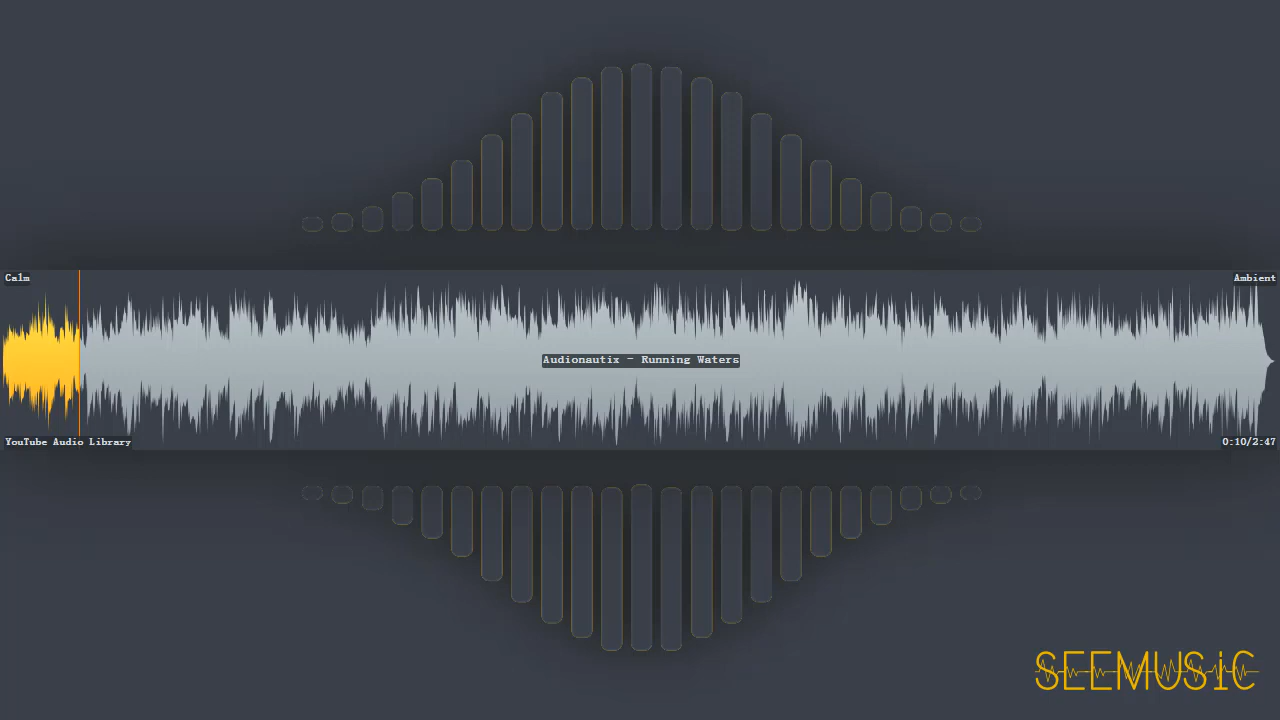 Calm
Ambient
Audionautix - Running Waters
YouTube Audio Library
0:10/2:47
SEEMUSiC